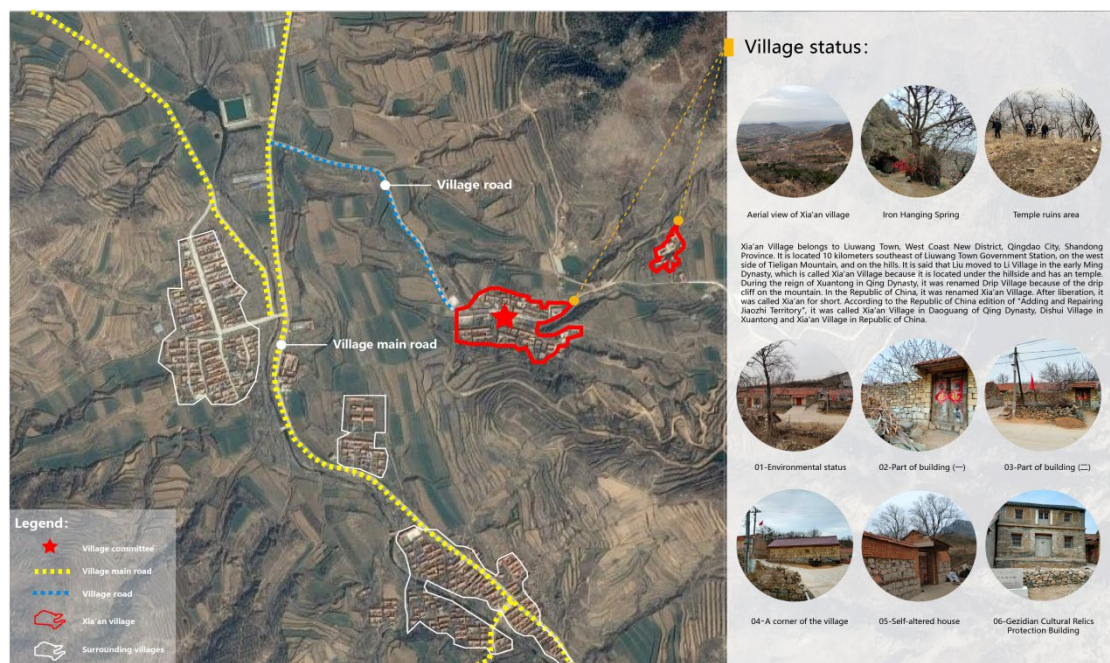 Village status:
Aerial view of Xia'an village
Iron Hanging Spring
Temple ruins area
Xia'an Village belongs to Liuwang Town, West Coast New District, Qingdao City, Shandong
Province. It is located 10 kilometers southeast of Liuwang Town Government Station, on the west
side of Tieligan Mountain, and on the hills. It is said that Liu moved to Li Village in the early Ming
Dynasty, which is called Xia'an Village because it is located under the hillside and has an temple.
During the reign of Xuantong in Qing Dynasty, it was renamed Drip Village because of the drip
cliff on the mountain. In the Republic of China, it was renamed Xia'an Village. After liberation, it
was called Xia'an for short. According to the Republic of China edition of "Adding and Repairing
Jiaozhi Territory", it was called Xia'an Village in Daoguang of Qing Dynasty, Dishui Village in
Xuantong and Xia'an Village in Republic of China.
01-Environmental status
02-Part of building (一)
03-Part of building (二)
04-A corner of the village
05-Self-altered house
06-Gezidian Cultural Relics
Protection Building
Village road
Village main road
Legend:
Village committee
Village main road
Village road
Xia'an village
Surrounding villages